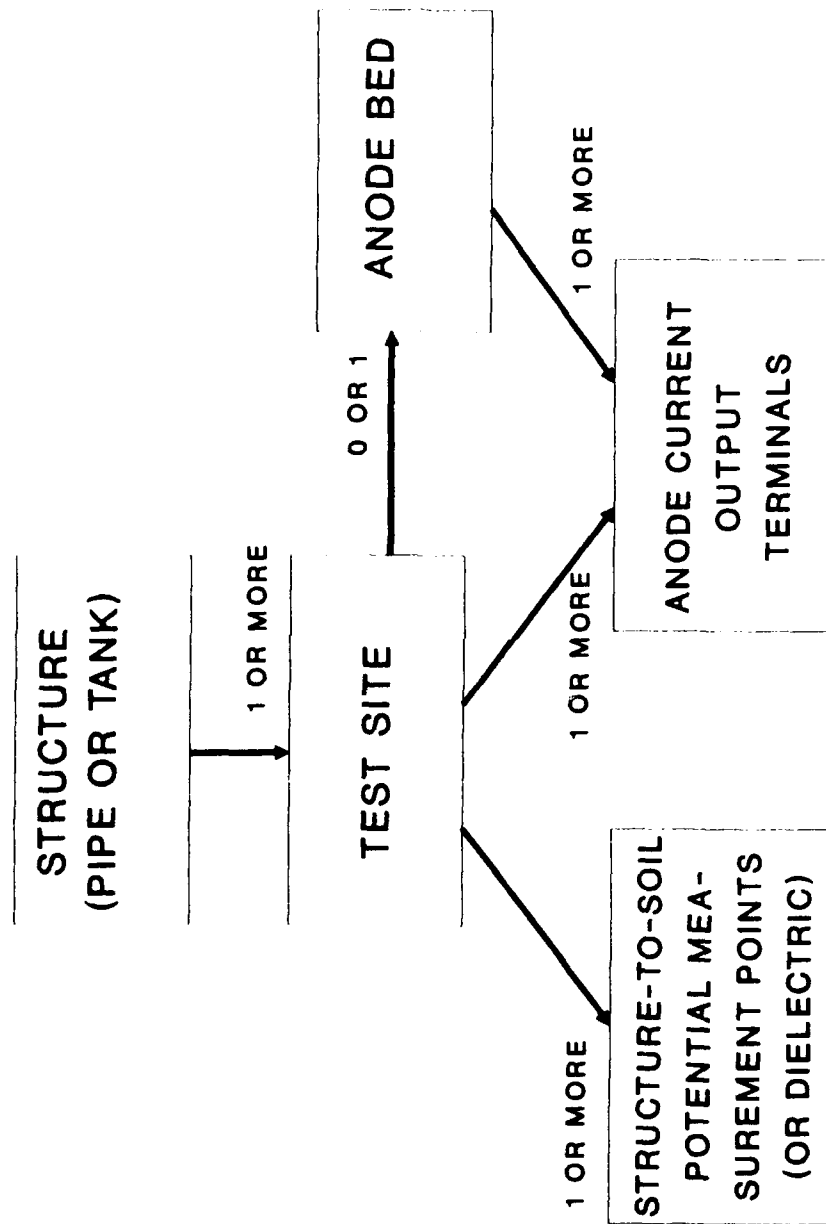 STRUCTURE
(PIPE OR TANK)
1 OR MORE
TEST SITE
0 OR 1
ANODE BED
1 OR MORE
1 OR MORE
1 OR MORE
STRUCTURE-TO-SOIL
POTENTIAL MEA-
SUREMENT POINTS
(OR DIELECTRIC)
ANODE CURRENT
OUTPUT
TERMINALS